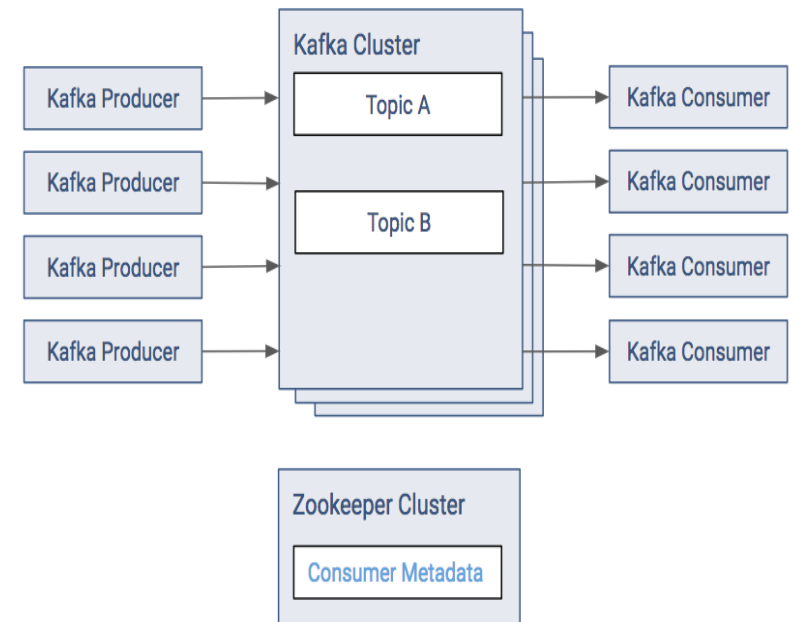 Kafka Cluster
Kafka Producer
Topic A
Kafka Consumer
Kafka Producer
Kafka Consumer
Topic B
Kafka Producer
Kafka Consumer
Kafka Producer
Kafka Consumer
Zookeeper Cluster
Consumer Metadata